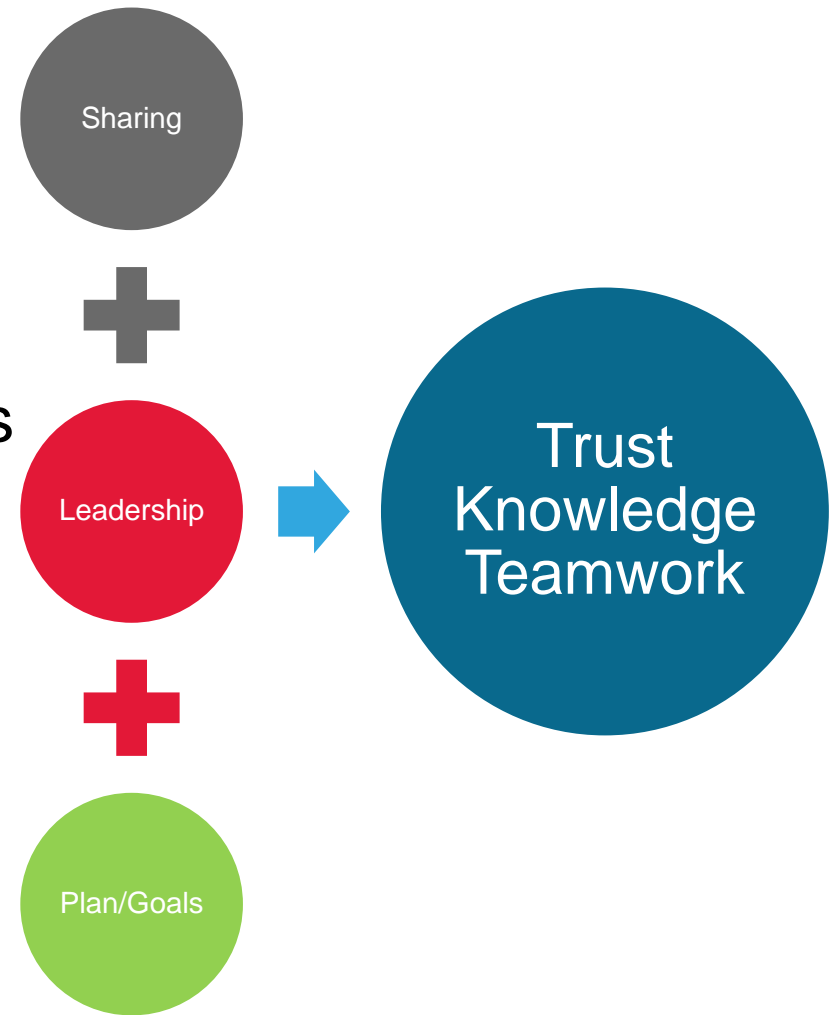 Sharing
s
Leadership
Trust
Knowledge
Teamwork
Plan/Goals